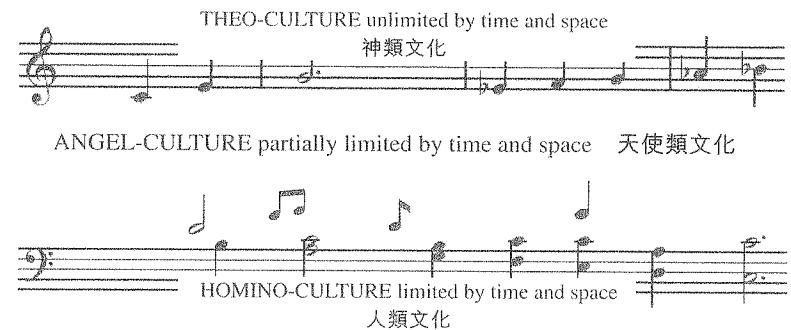 THEO-CULTURE unlimited by time and space
神類文化
ANGEL-CULTURE partially limited by time and space 天使類文化
HOMINO-CULTURE limited by time and space
人類文化